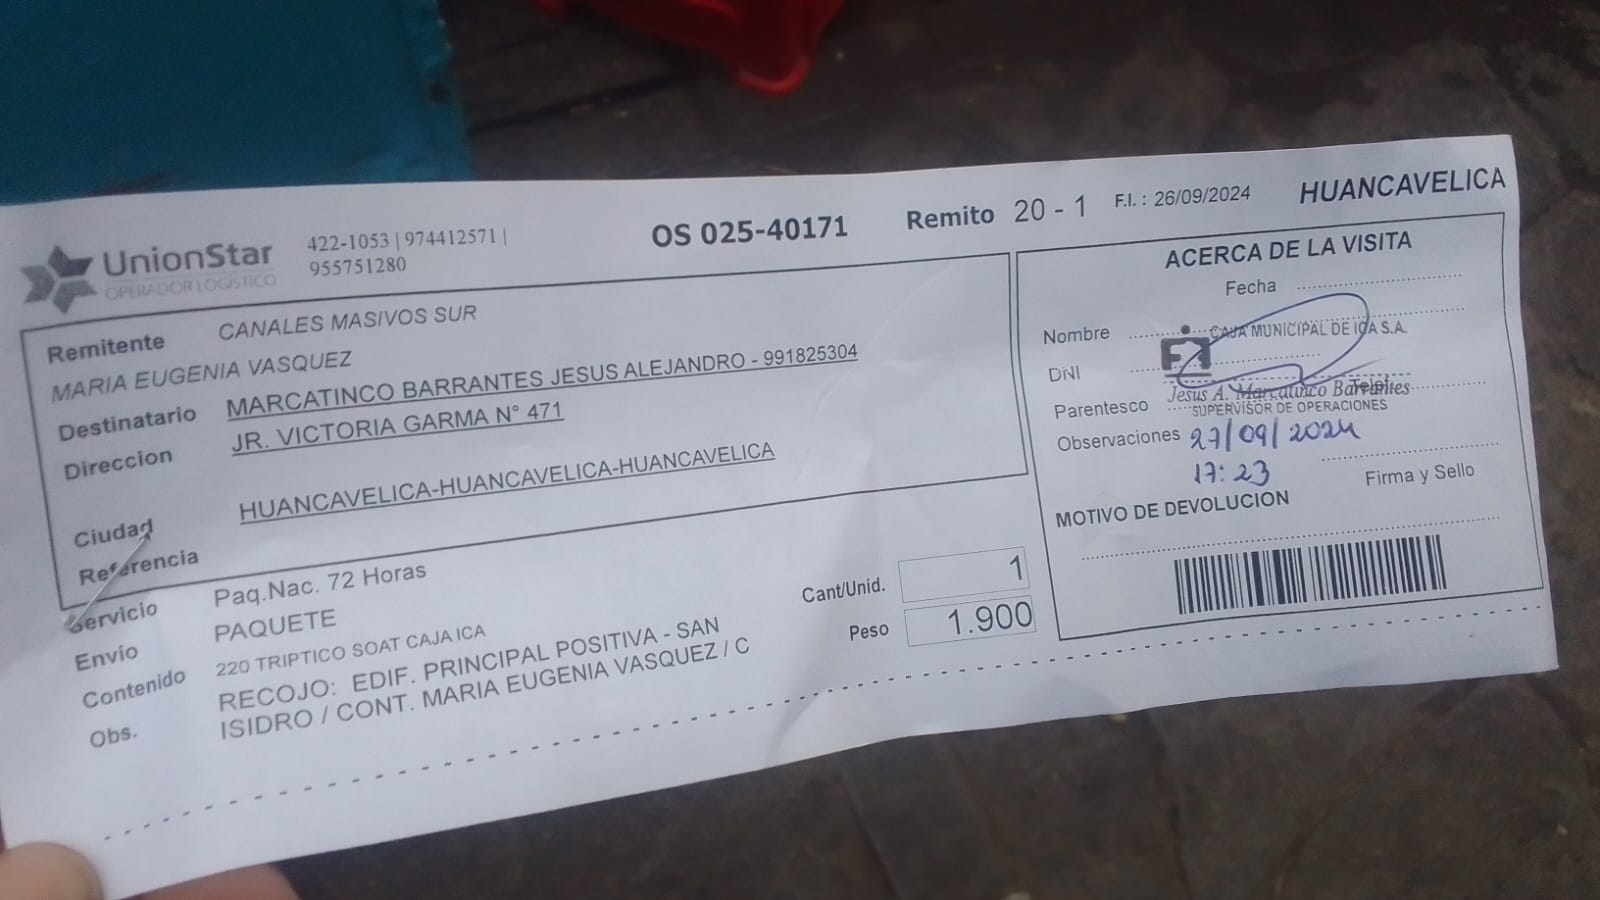 UnionStar
OPERADOR LOGÍSTICO
422-1053 | 974412571 |
955751280
OS 025-40171
Remito 20 - 1
F.I. : 26/09/2024
HUANCAVELICA
Remitente CANALES MASIVOS SUR
MARIA EUGENIA VASQUEZ
Destinatario MARCATINCO BARRANTES JESUS ALEJANDRO - 991825304
Direccion JR. VICTORIA GARMA N° 471
Ciudad HUANCAVELICA-HUANCAVELICA
Referencia
Servicio Paq.Nac. 72 Horas
Envío PAQUETE
Contenido 220 TRIPTICO SOAT CAJA ICA
Obs. RECOJO: EDIF. PRINCIPAL POSITIVA - SAN
ISIDRO / CONT. MARIA EUGENIA VASQUEZ / C
Cant/Unid. 1
Peso 1.900
ACERCA DE LA VISITA
Fecha
Nombre
CAJA MUNICIPAL DE ICA S.A.
DNI
Telef.
Jesus A. Marcatinco Barrantes
Parentesco
SUPERVISOR DE OPERACIONES
Observaciones 27/09/2024
17:23
Firma y Sello
MOTIVO DE DEVOLUCION